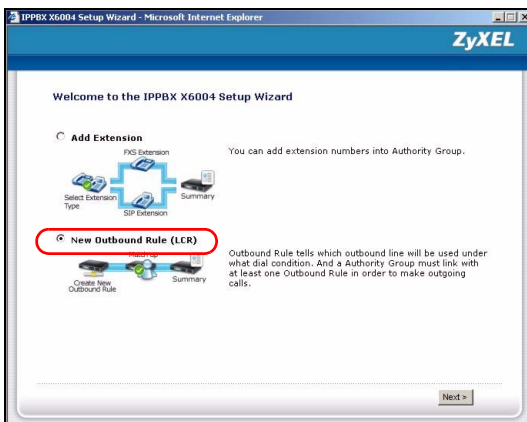 IPPBX X6004 Setup Wizard - Microsoft Internet Explorer
ZyXEL
Welcome to the IPPBX X6004 Setup Wizard
Add Extension
FXS Extension
Select Extension
Type
SIP Extension
Summary
You can add extension numbers into Authority Group.
New Outbound Rule (LCR)
Match up
Create New
Outbound Rule
Summary
Outbound Rule tells which outbound line will be used under
what dial condition. And a Authority Group must link with
at least one Outbound Rule in order to make outgoing
calls.
Next >